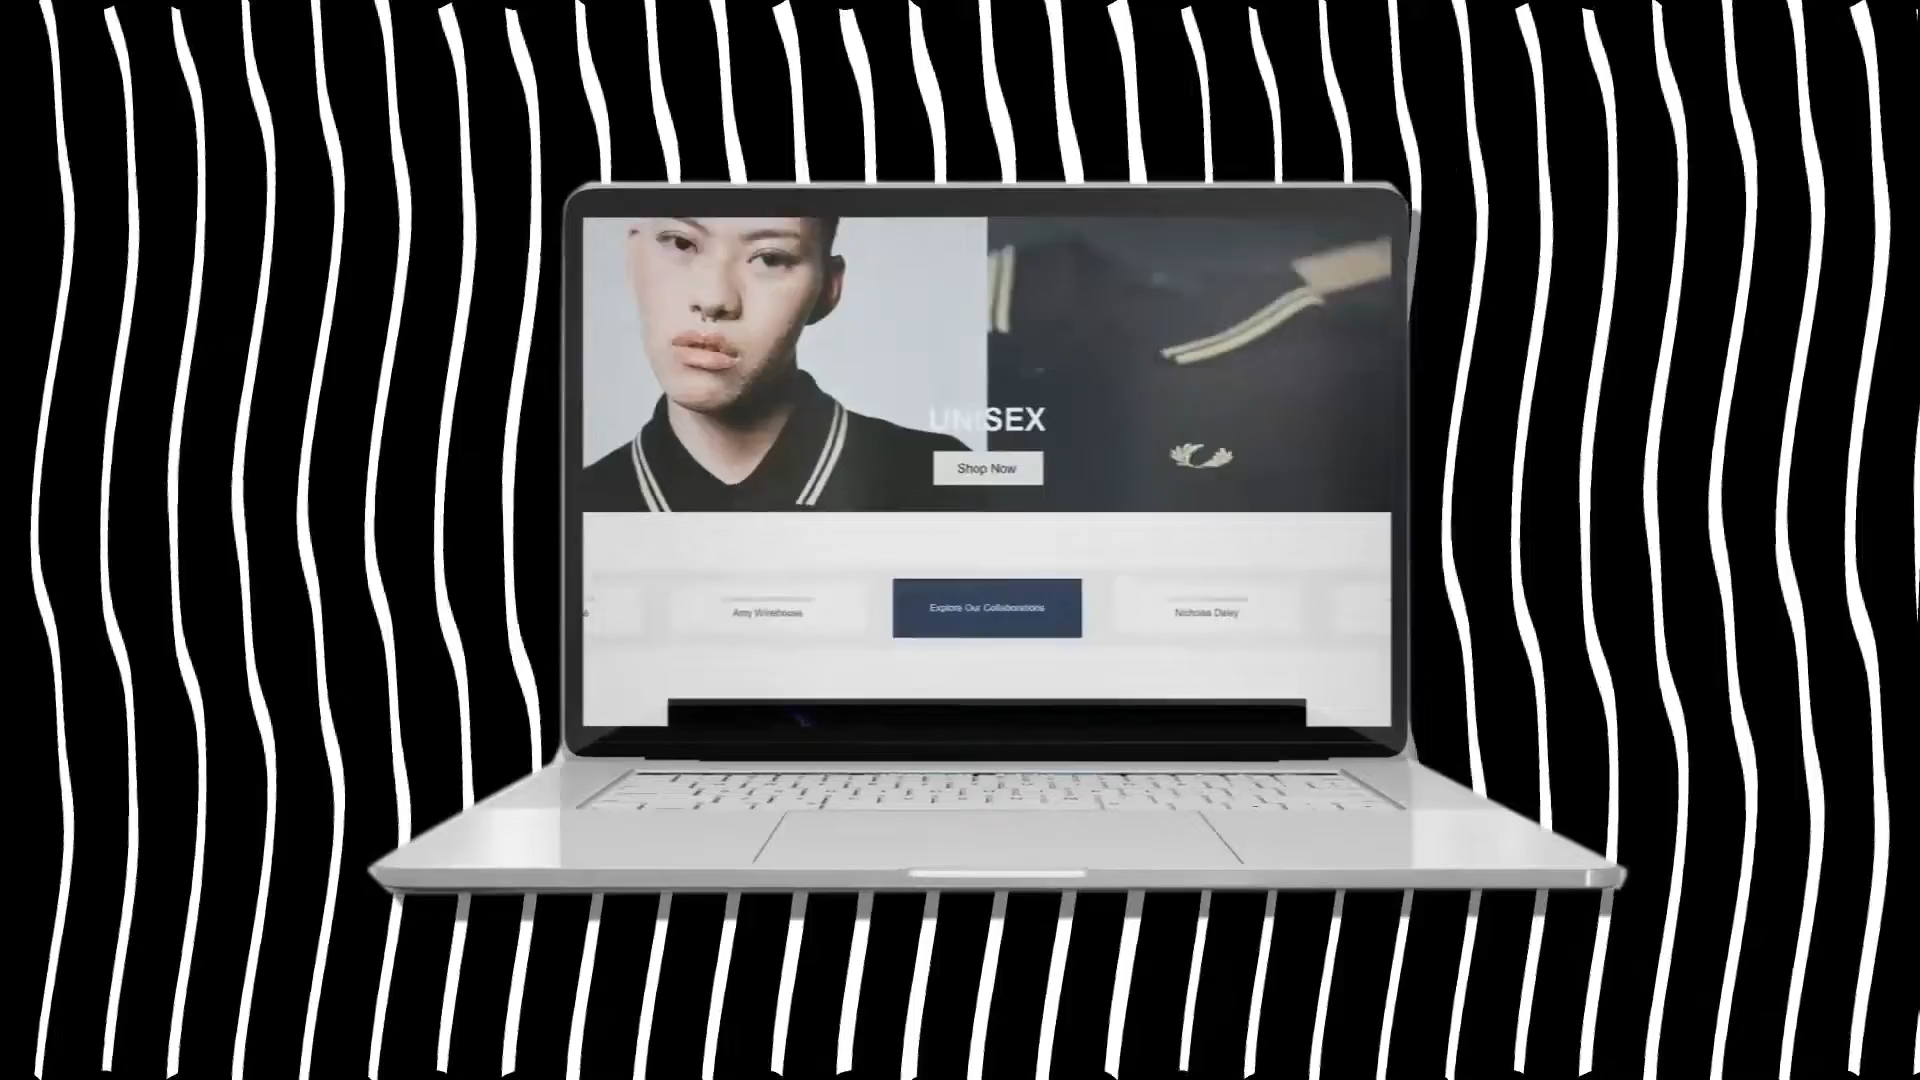 UNISEX
Shop Now
Amy Winehouse
Explore Our Collaborations
Nicholas Daley